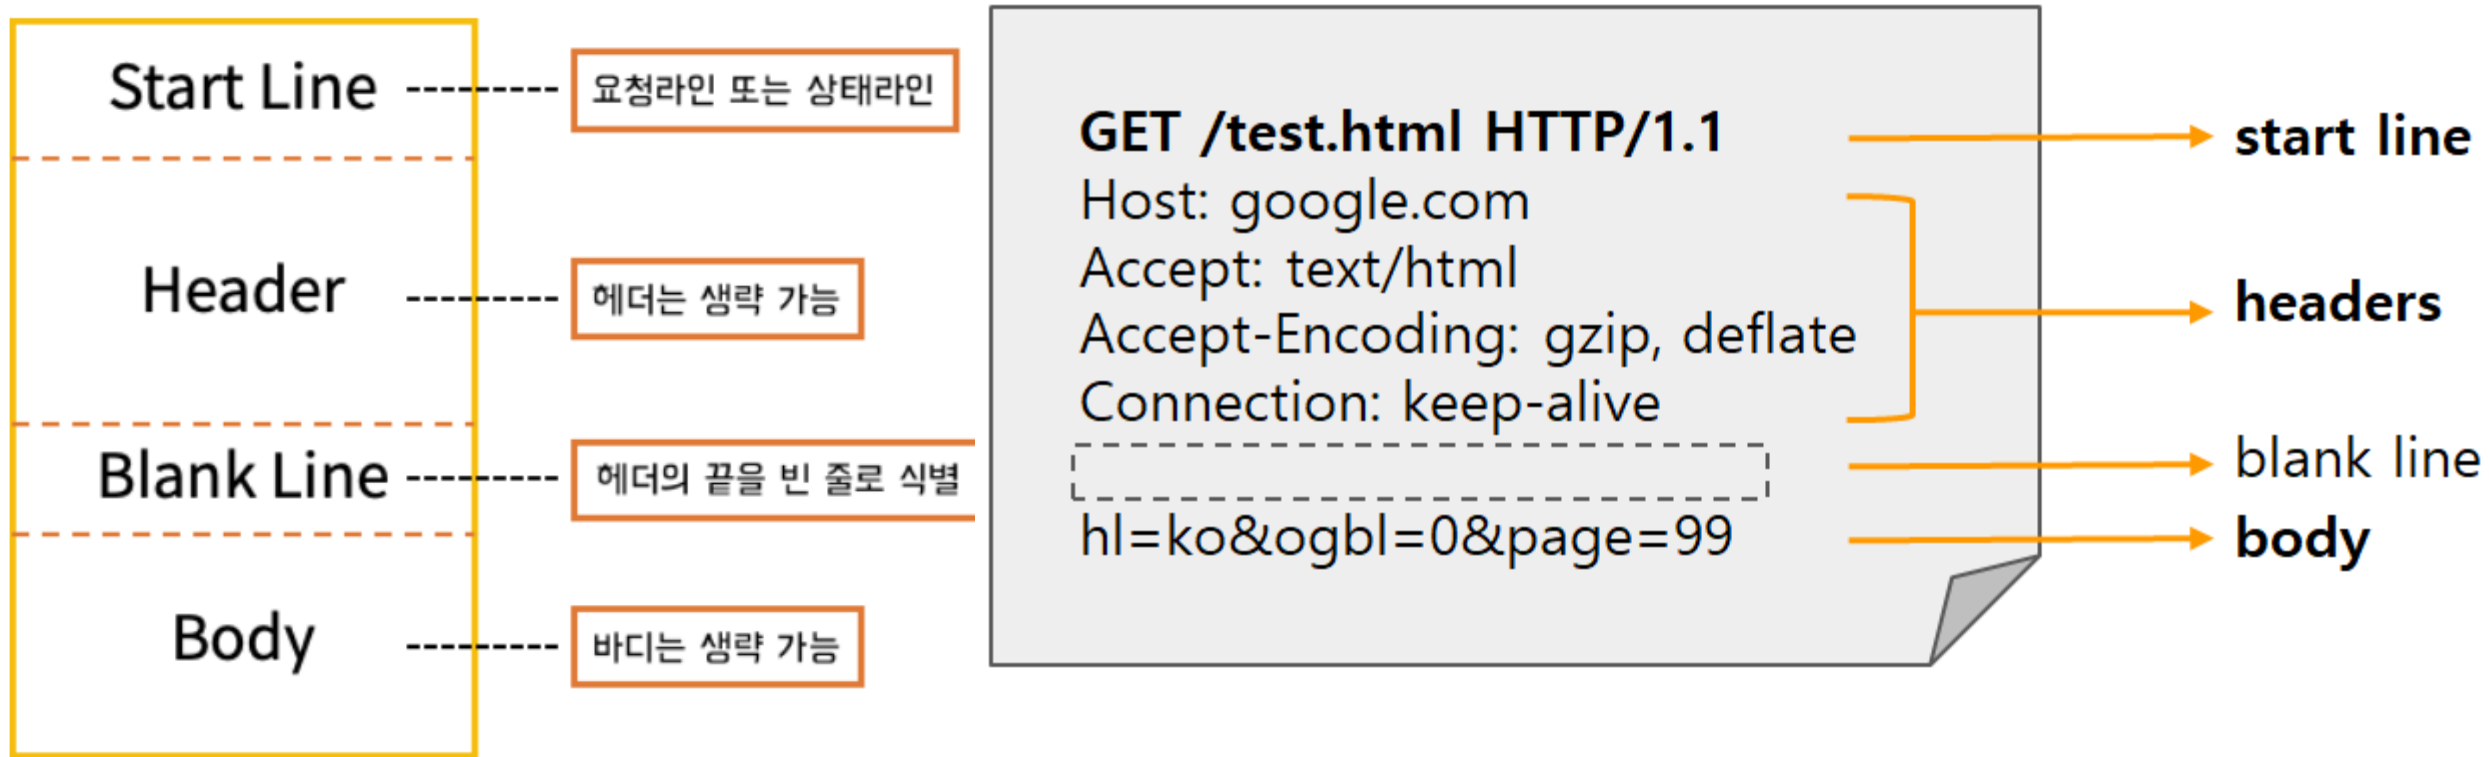 Start Line
요청라인 또는 상태라인
Header
헤더는 생략 가능
Blank Line
헤더의 끝을 빈 줄로 식별
Body
바디는 생략 가능
GET /test.html HTTP/1.1
start line
Host: google.com
Accept: text/html
Accept-Encoding: gzip, deflate
Connection: keep-alive
headers
blank line
hl=ko&ogbl=0&page=99
body